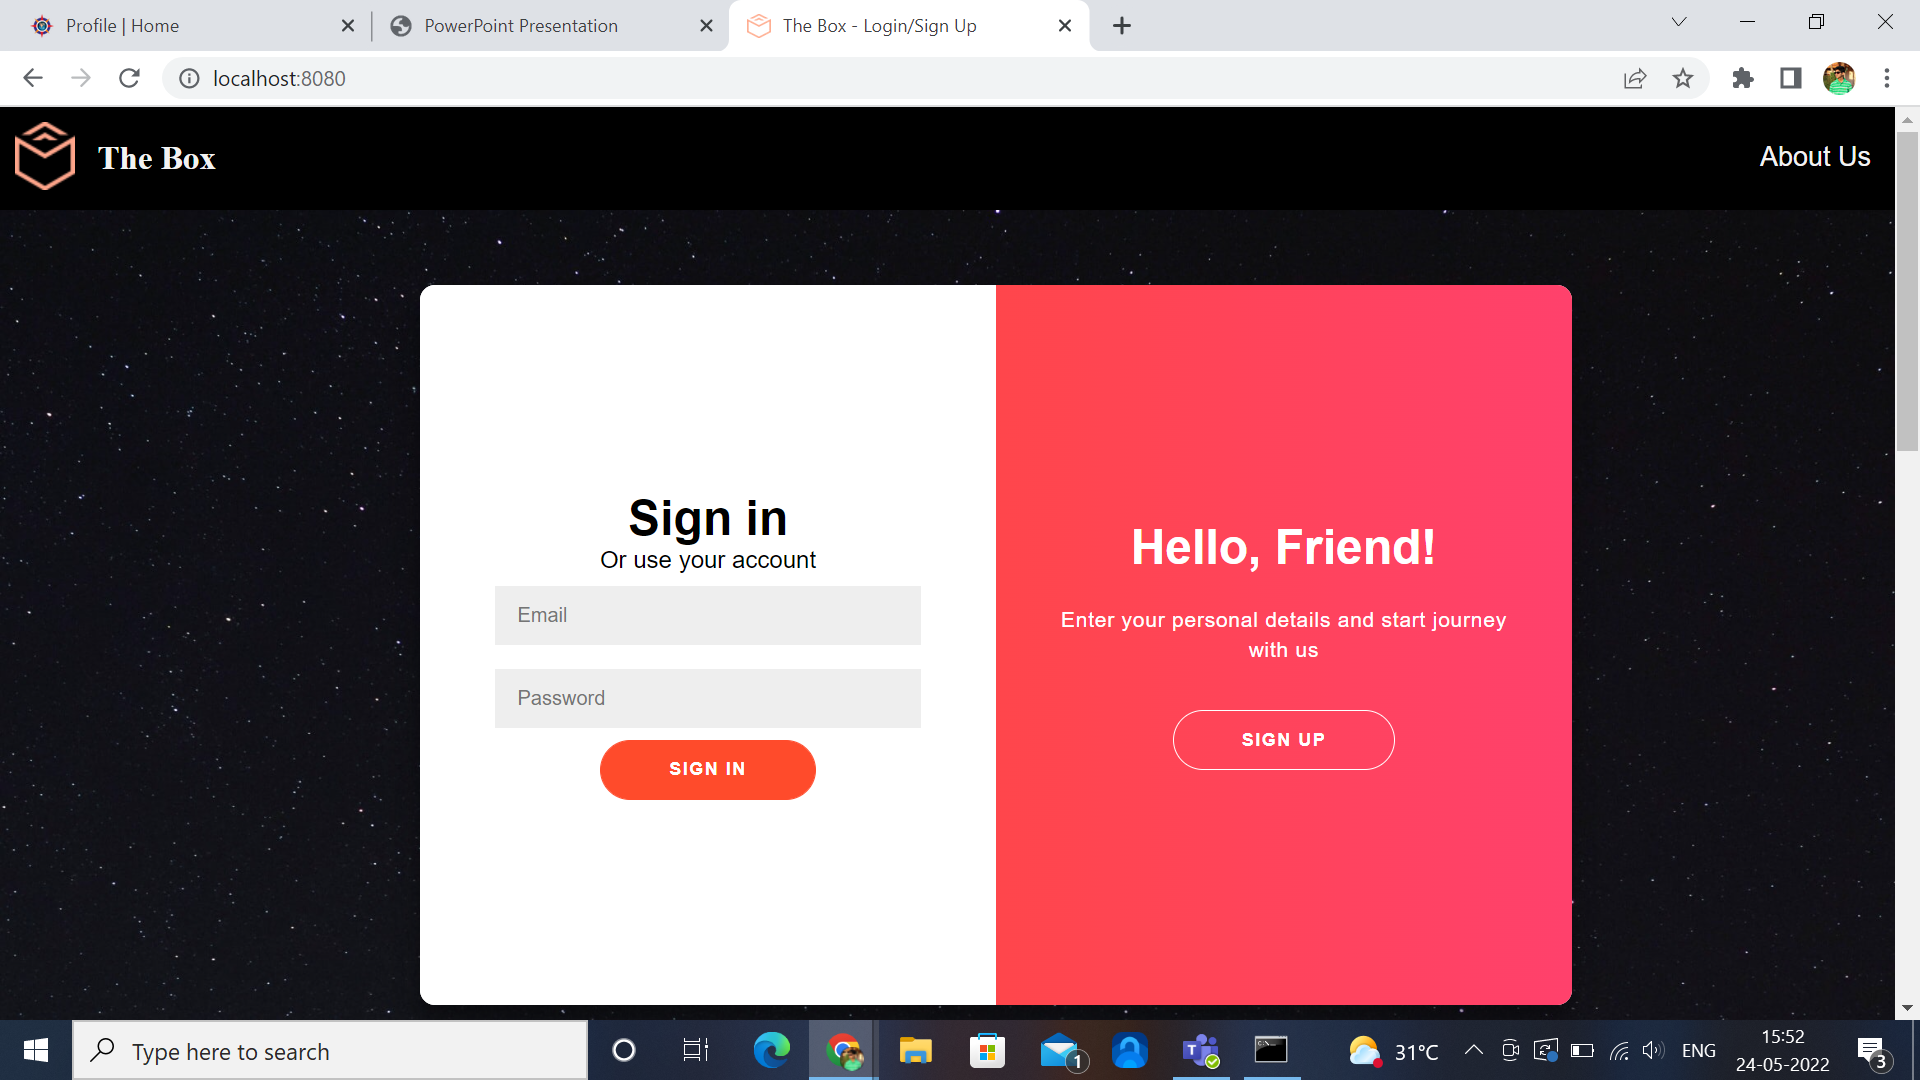 Profile | Home
PowerPoint Presentation
The Box - Login/Sign Up
localhost:8080
The Box
About Us
Sign in
Or use your account
Email
Password
SIGN IN
Hello, Friend!
Enter your personal details and start journey
with us
SIGN UP
Type here to search
1
31°C
ENG
15:52
24-05-2022
3